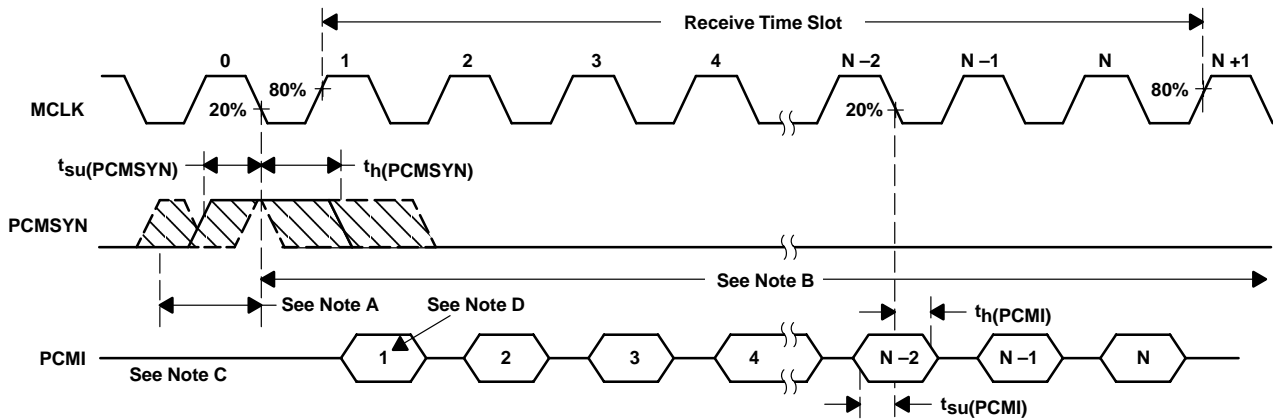 Receive Time Slot
0 1 2 3 4 N –2 N –1 N N +1
80% 80%
MCLK 20% 20%
tsu(PCMSYN) th(PCMSYN)
PCMSYN
See Note B
See Note A See Note D th(PCMI)
PCMI 1 2 3 4 N –2 N –1 N
See Note C
tsu(PCMI)